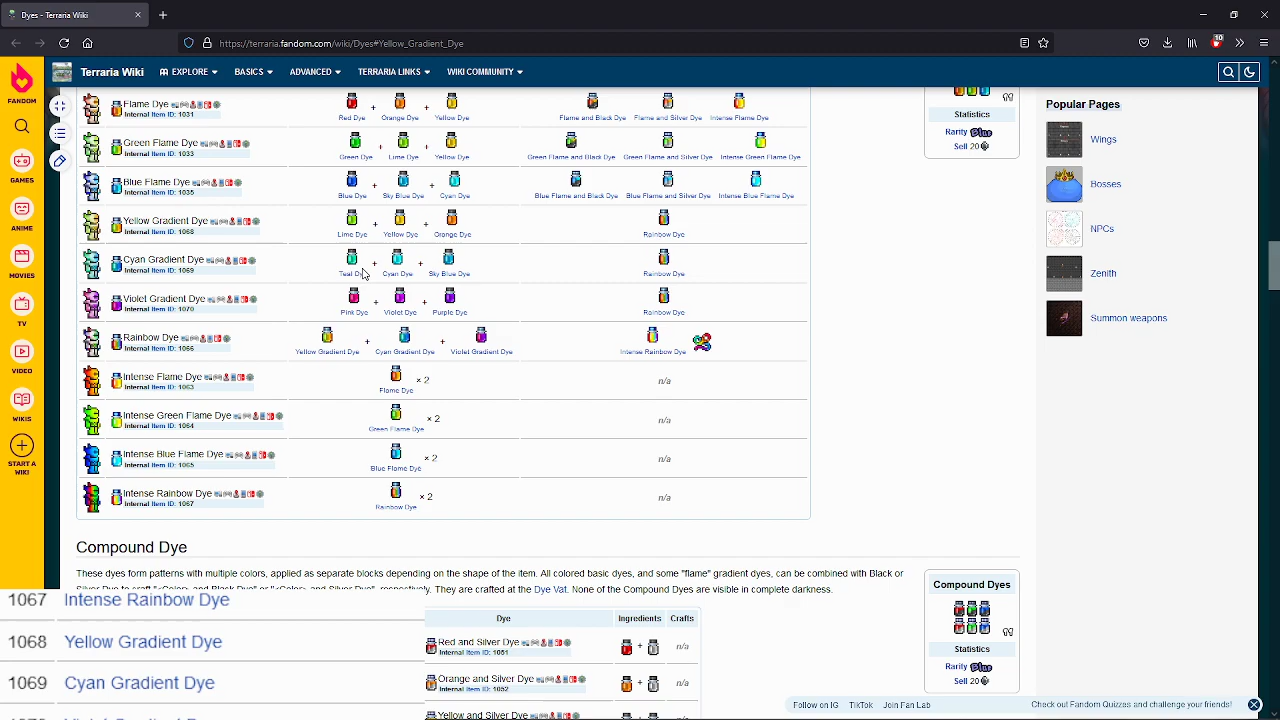 Dyes – Terraria Wiki
https://terraria.fandom.com/wiki/Dyes#Yellow_Gradient_Dye
10
FANDOM
GAMES
ANIME
MOVIES
TV
VIDEO
WIKIS
START A
WIKI
Terraria Wiki
EXPLORE
BASICS
ADVANCED
TERRARIA LINKS
WIKI COMMUNITY
Flame Dye
Internal Item ID: 1031
Red Dye + Orange Dye + Yellow Dye
Flame and Black Dye Flame and Silver Dye Intense Flame Dye
Green Flame Dye
Internal Item ID: 1033
Green Dye + Lime Dye + Yellow Dye
Green Flame and Black Dye Green Flame and Silver Dye Intense Green Flame Dye
Blue Flame Dye
Internal Item ID: 1035
Blue Dye + Sky Blue Dye + Cyan Dye
Blue Flame and Black Dye Blue Flame and Silver Dye Intense Blue Flame Dye
Yellow Gradient Dye
Internal Item ID: 1068
Lime Dye + Yellow Dye + Orange Dye
Rainbow Dye
Cyan Gradient Dye
Internal Item ID: 1069
Teal Dye + Cyan Dye + Sky Blue Dye
Rainbow Dye
Violet Gradient Dye
Internal Item ID: 1070
Pink Dye + Violet Dye + Purple Dye
Rainbow Dye
Rainbow Dye
Internal Item ID: 1066
Yellow Gradient Dye + Cyan Gradient Dye + Violet Gradient Dye
Intense Rainbow Dye
Intense Flame Dye
Internal Item ID: 1063
× 2
Flame Dye
n/a
Intense Green Flame Dye
Internal Item ID: 1064
× 2
Green Flame Dye
n/a
Intense Blue Flame Dye
Internal Item ID: 1065
× 2
Blue Flame Dye
n/a
Intense Rainbow Dye
Internal Item ID: 1067
× 2
Rainbow Dye
n/a
Statistics
Rarity Plus
Sell 20
Popular Pages
Wings
Bosses
NPCs
Zenith
Summon weapons
Compound Dye
These dyes form patterns with multiple colors, applied as separate blocks depending on the shape of the item. All colored basic dyes, and some "flame" gradient dyes, can be combined with Black or
respectively. They are crafted at the Dye Vat. None of the Compound Dyes are visible in complete darkness.
Compound Dyes
Statistics
Rarity Plus
Sell 20
1067 Intense Rainbow Dye
1068 Yellow Gradient Dye
1069 Cyan Gradient Dye
Dye Ingredients Crafts
Red and Silver Dye
Internal Item ID: 1051
+
n/a
Orange and Silver Dye
Internal Item ID: 1052
+
n/a
Yellow and Silver Dye
Follow on IG TikTok Join Fan Lab
Check out Fandom Quizzes and change your fandom life forever!